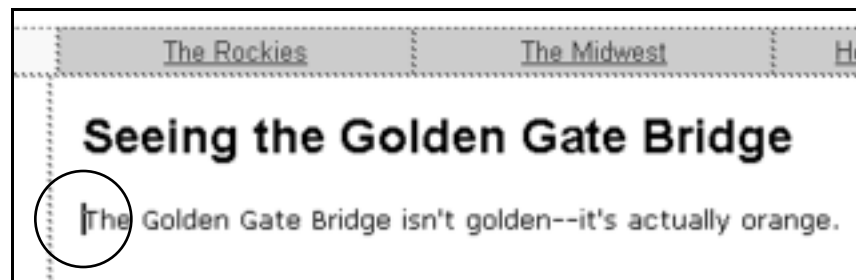 The Rockies The Midwest
Seeing the Golden Gate Bridge
The Golden Gate Bridge isn't golden--it's actually orange.